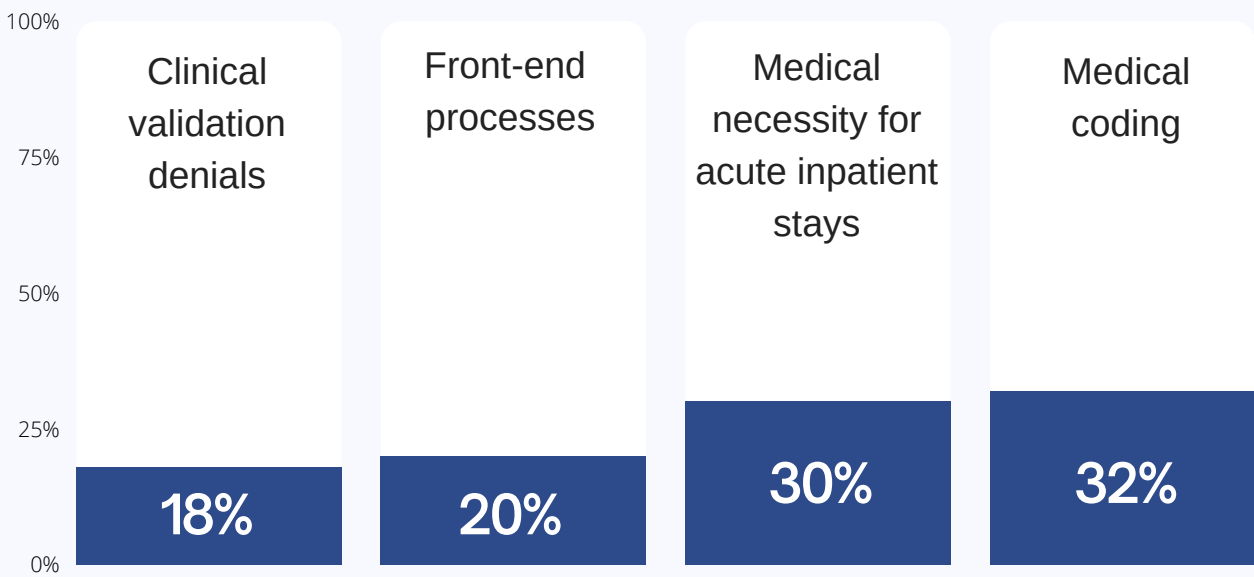 100%
75%
50%
25%
0%
Clinical
validation
denials
18%
Front-end
processes
20%
Medical
necessity for
acute inpatient
stays
30%
Medical
coding
32%